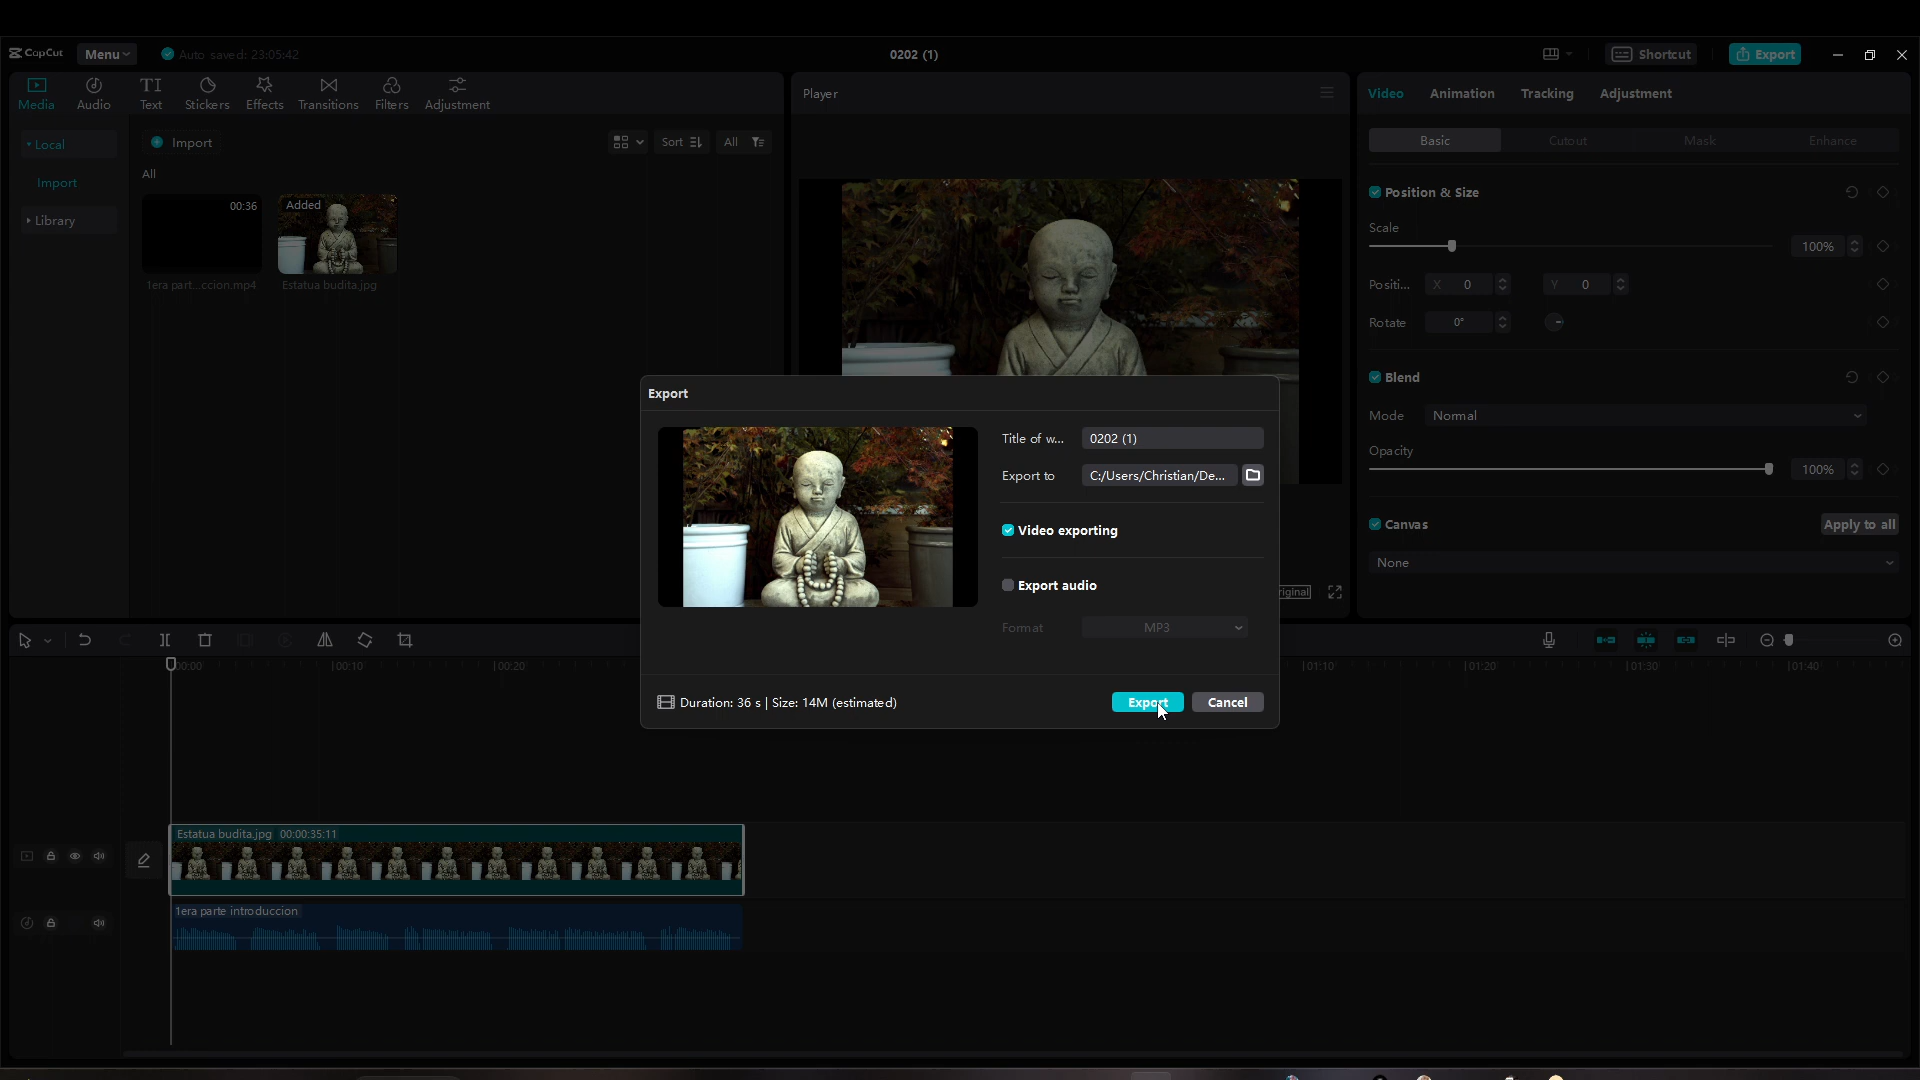 CapCut Menu Auto saved: 23:05:42 0202 (1) Shortcut Export
Media Audio Text Stickers Effects Transitions Filters Adjustment
Local
Import
Library
Import Sort All
All
00:36
Added
1era part...ccion.mp4 Estatua budita.jpg
Player
Video Animation Tracking Adjustment
Basic Cutout Mask Enhance
Position & Size
Scale
100%
Positi... X 0 Y 0
Rotate 0°
Blend
Mode Normal
Opacity
100%
Canvas Apply to all
None
riginal
Export
Title of w... 0202 (1)
Export to C:/Users/Christian/De...
Video exporting
Export audio
Format MP3
Duration: 36 s | Size: 14M (estimated) Export Cancel
00:00 00:10 00:20 01:10 01:20 01:30 01:40
Estatua budita.jpg 00:00:35:11
1era parte introduccion